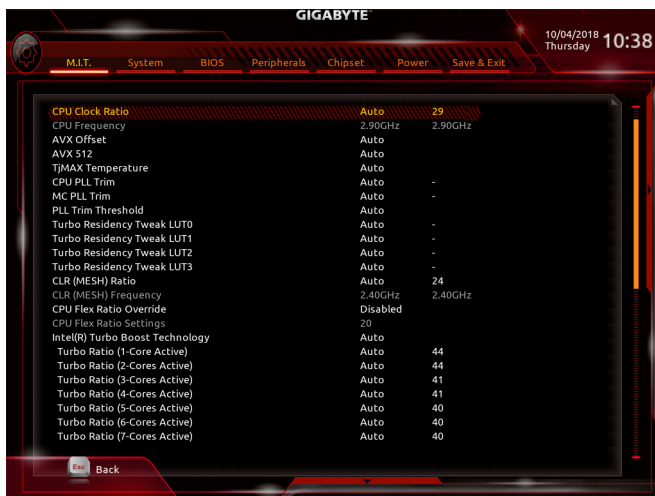 GIGABYTE™
10/04/2018
Thursday 10:38
M.I.T. System BIOS Peripherals Chipset Power Save & Exit
CPU Clock Ratio Auto 29
CPU Frequency 2.90GHz 2.90GHz
AVX Offset Auto
AVX 512 Auto
TjMAX Temperature Auto
CPU PLL Trim Auto -
MC PLL Trim Auto -
PLL Trim Threshold Auto
Turbo Residency Tweak LUT0 Auto -
Turbo Residency Tweak LUT1 Auto -
Turbo Residency Tweak LUT2 Auto -
Turbo Residency Tweak LUT3 Auto -
CLR (MESH) Ratio Auto 24
CLR (MESH) Frequency 2.40GHz 2.40GHz
CPU Flex Ratio Override Disabled
CPU Flex Ratio Settings 20
Intel(R) Turbo Boost Technology Auto
Turbo Ratio (1-Core Active) Auto 44
Turbo Ratio (2-Cores Active) Auto 44
Turbo Ratio (3-Cores Active) Auto 41
Turbo Ratio (4-Cores Active) Auto 41
Turbo Ratio (5-Cores Active) Auto 40
Turbo Ratio (6-Cores Active) Auto 40
Turbo Ratio (7-Cores Active) Auto 40
Esc Back